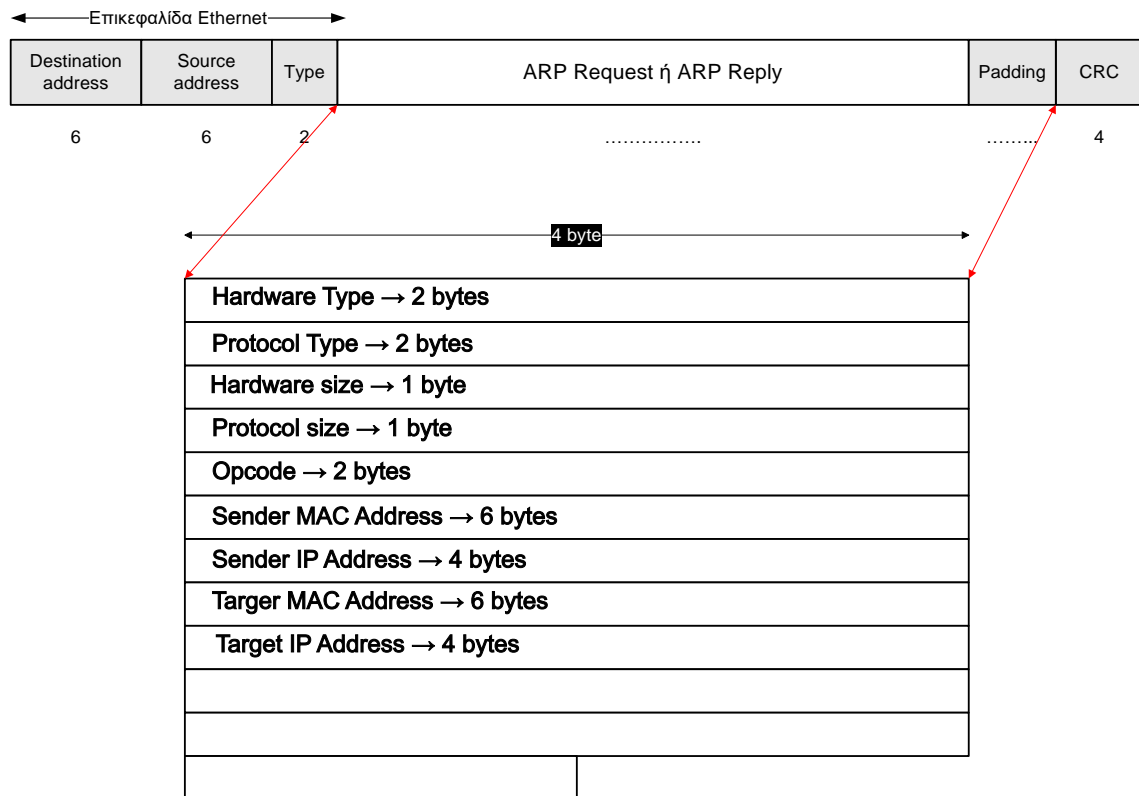 Επικεφαλίδα Ethernet
Destination address
Source address
Type
ARP Request ή ARP Reply
Padding
CRC
6
6
2
…………….
……...
4
4 byte
Hardware Type → 2 bytes
Protocol Type → 2 bytes
Hardware size → 1 byte
Protocol size → 1 byte
Opcode → 2 bytes
Sender MAC Address → 6 bytes
Sender IP Address → 4 bytes
Targer MAC Address → 6 bytes
Target IP Address → 4 bytes